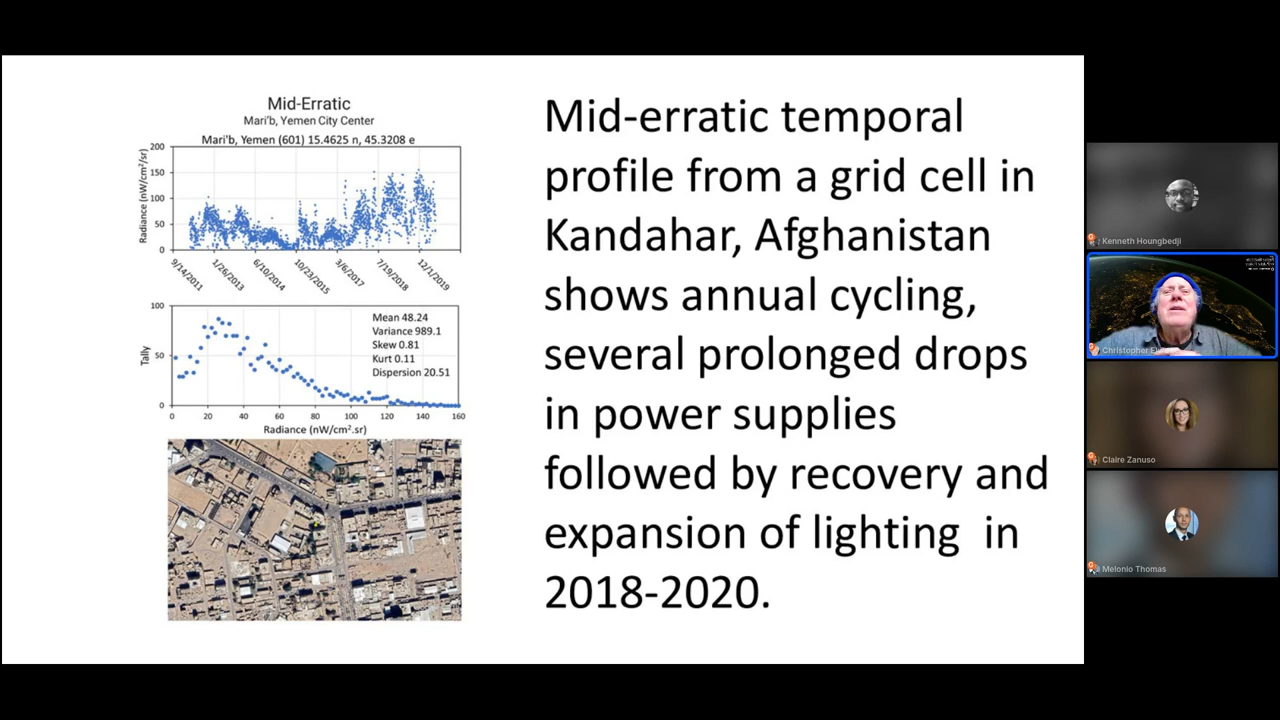 Mid-Erratic
Mari'b, Yemen City Center
Mari'b, Yemen (601) 15.4625 n, 45.3208 e
Radiance (nW/cm²/sr)
200
150
100
50
0
9/14/2011
1/26/2013
6/10/2014
10/23/2015
3/6/2017
7/19/2018
12/1/2019
Tally
100
50
0
Mean 48.24
Variance 989.1
Skew 0.81
Kurt 0.11
Dispersion 20.51
0 20 40 60 80 100 120 140 160
Radiance (nW/cm².sr)
Mid-erratic temporal
profile from a grid cell in
Kandahar, Afghanistan
shows annual cycling,
several prolonged drops
in power supplies
followed by recovery and
expansion of lighting in
2018-2020.
Kenneth Houngbedji
Christopher
Claire Zanuso
Melonio Thomas